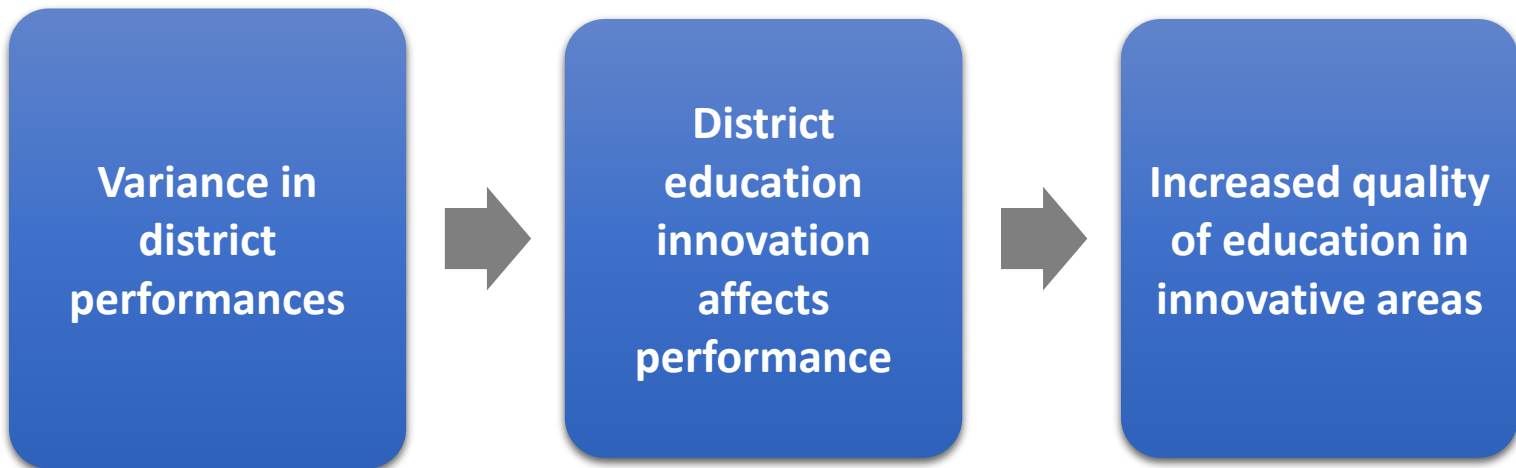 Variance in
district
performances
District
education
innovation
affects
performance
Increased quality
of education in
innovative areas